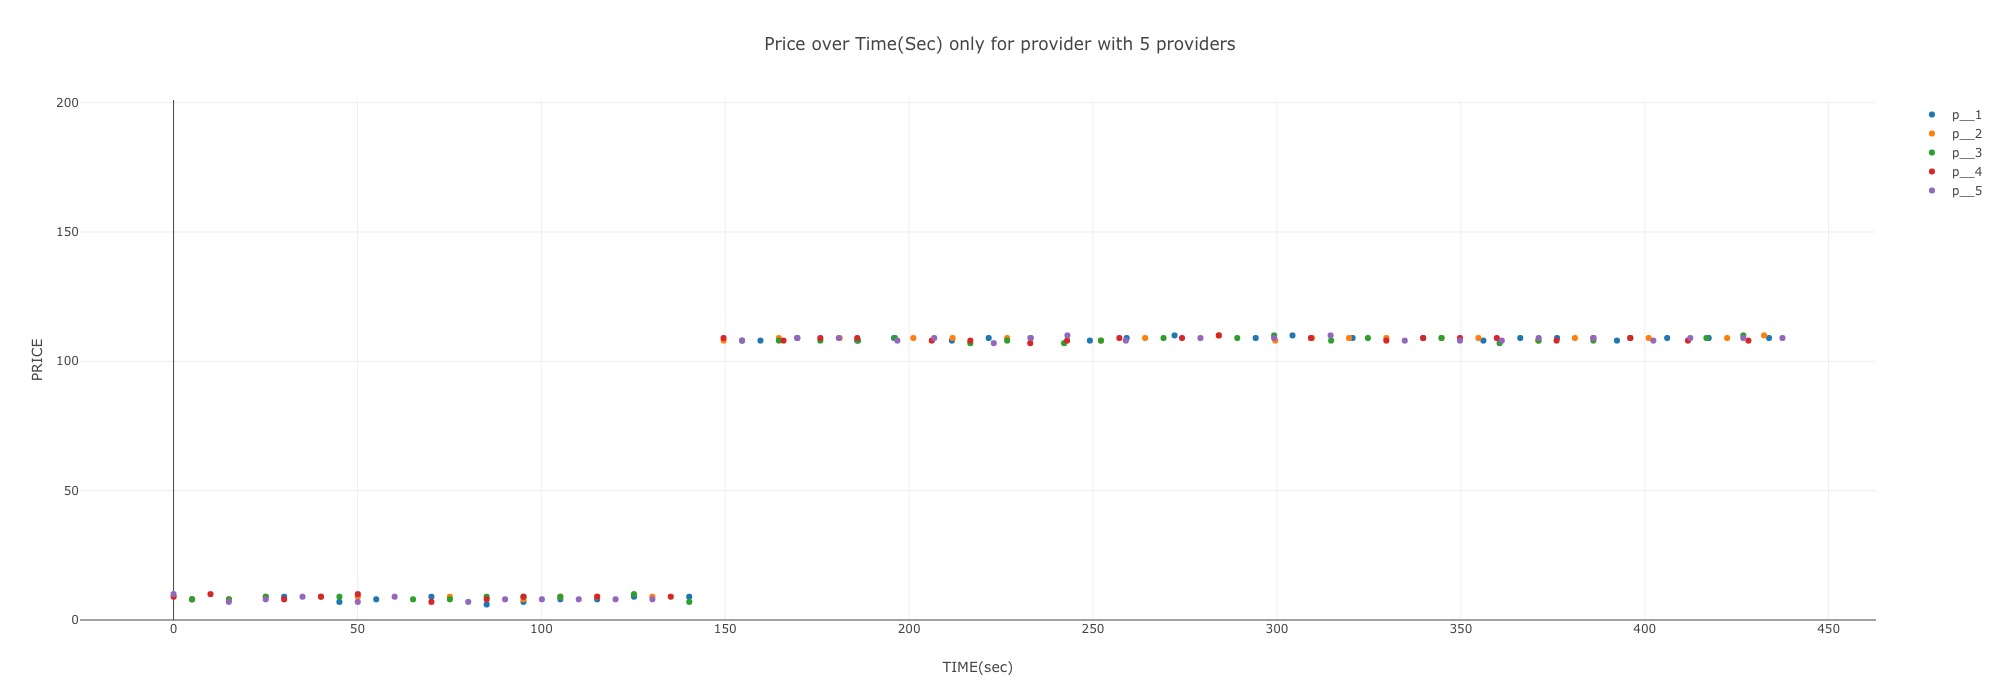 Price over Time(Sec) only for provider with 5 providers
200
150
100
50
0
PRICE
0
50
100
150
200
250
300
350
400
450
TIME(sec)
p__1
p__2
p__3
p__4
p__5